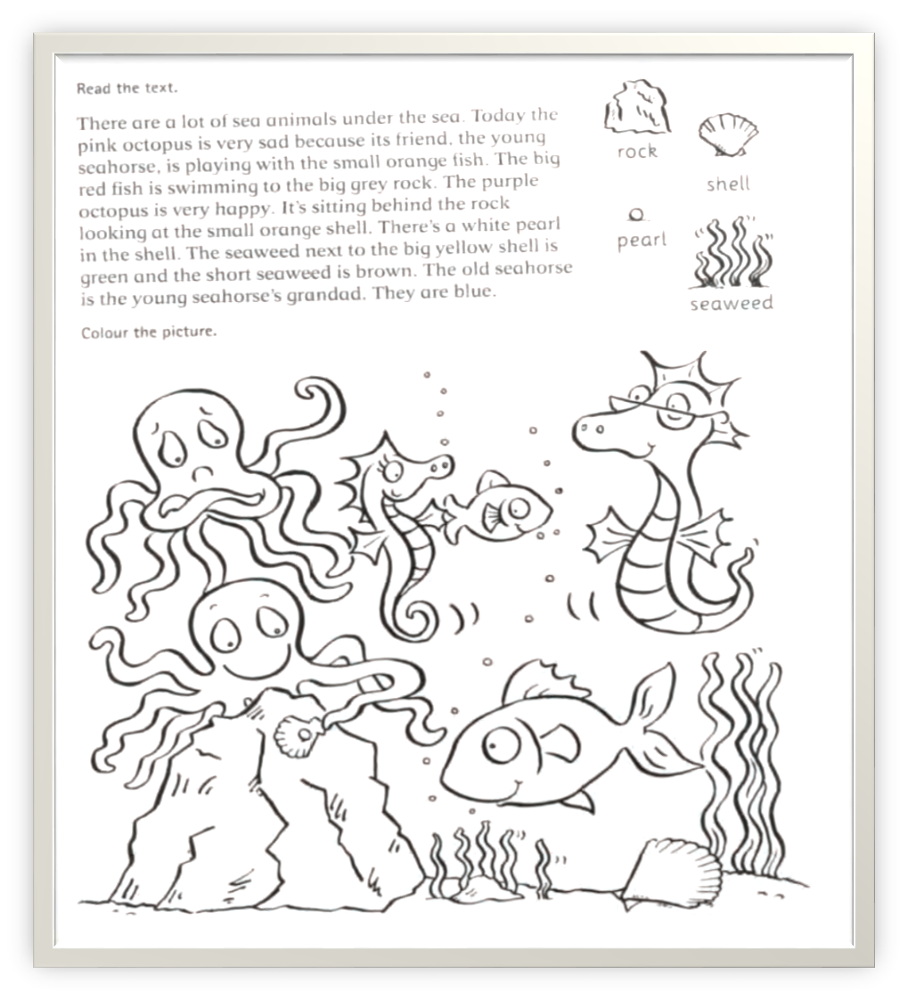 Read the text.
There are a lot of sea animals under the sea. Today the
pink octopus is very sad because its friend, the young
seahorse, is playing with the small orange fish. The big
red fish is swimming to the big grey rock. The purple
octopus is very happy. It's sitting behind the rock
looking at the small orange shell. There's a white pearl
in the shell. The seaweed next to the big yellow shell is
green and the short seaweed is brown. The old seahorse
is the young seahorse's grandad. They are blue.
rock
shell
pearl
seaweed
Colour the picture.